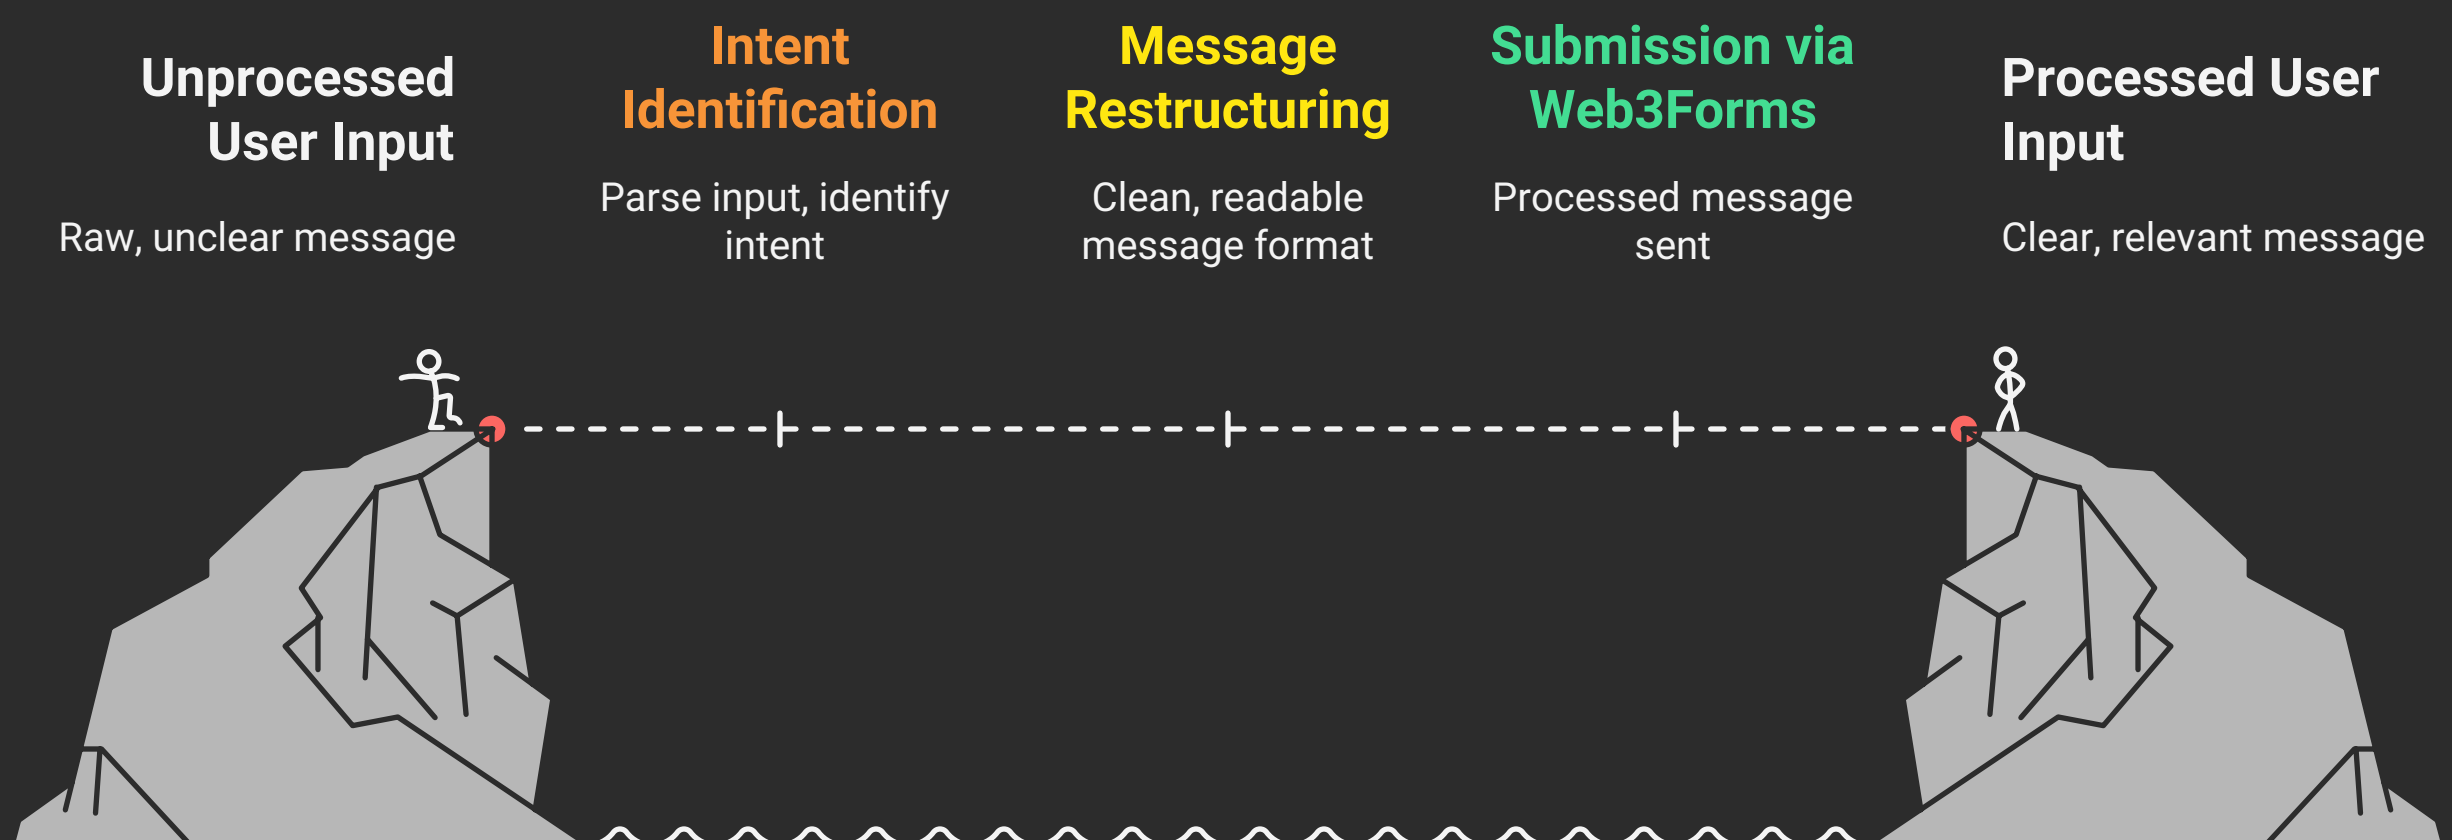 Unprocessed
User Input
Raw, unclear message
Intent
Identification
Parse input, identify
intent
Message
Restructuring
Clean, readable
message format
Submission via
Web3Forms
Processed message
sent
Processed User
Input
Clear, relevant message